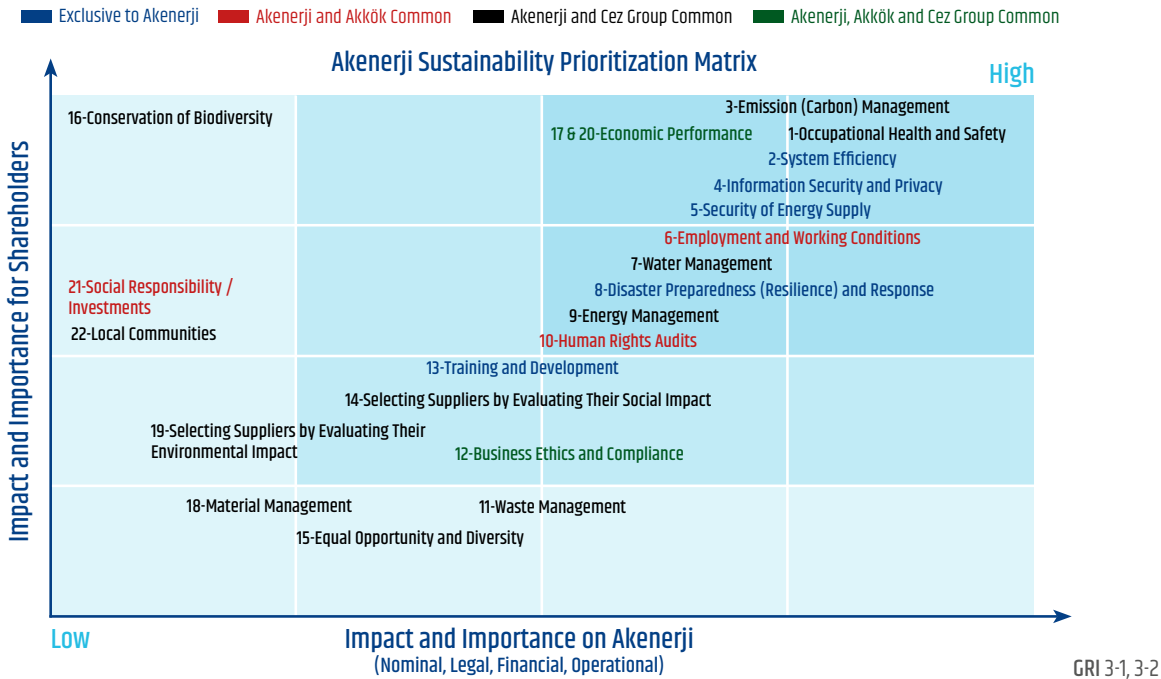 Exclusive to Akenerji
Akenerji and Akkök Common
Akenerji and Cez Group Common
Akenerji, Akkök and Cez Group Common
Akenerji Sustainability Prioritization Matrix
High
Impact and Importance for Shareholders
3-Emission (Carbon) Management
16-Conservation of Biodiversity
17 & 20-Economic Performance
1-Occupational Health and Safety
2-System Efficiency
4-Information Security and Privacy
5-Security of Energy Supply
6-Employment and Working Conditions
7-Water Management
21-Social Responsibility /
Investments
8-Disaster Preparedness (Resilience) and Response
9-Energy Management
22-Local Communities
10-Human Rights Audits
13-Training and Development
14-Selecting Suppliers by Evaluating Their Social Impact
19-Selecting Suppliers by Evaluating Their
Environmental Impact
12-Business Ethics and Compliance
18-Material Management
11-Waste Management
15-Equal Opportunity and Diversity
Low
Impact and Importance on Akenerji
(Nominal, Legal, Financial, Operational)
GRI 3-1, 3-2